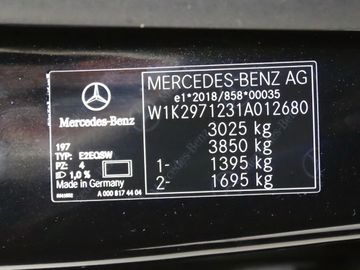 MERCEDES-BENZ AG
e1*2018/858*00035
W1K2971231A012680
3025 kg
3850 kg
1- 1395 kg
2- 1695 kg
Mercedes-Benz
197
TYP: E2EQSW
PZ: 4
1,0 %
Made in Germany
A 000 817 44 04